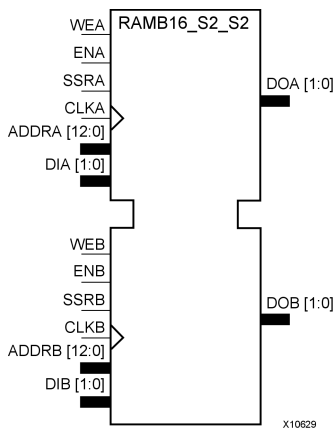 WEA
RAMB16_S2_S2
ENA
SSRA
DOA [1:0]
CLKA
ADDRA [12:0]
DIA [1:0]
WEB
ENB
SSRB
DOB [1:0]
CLKB
ADDRB [12:0]
DIB [1:0]
X10629